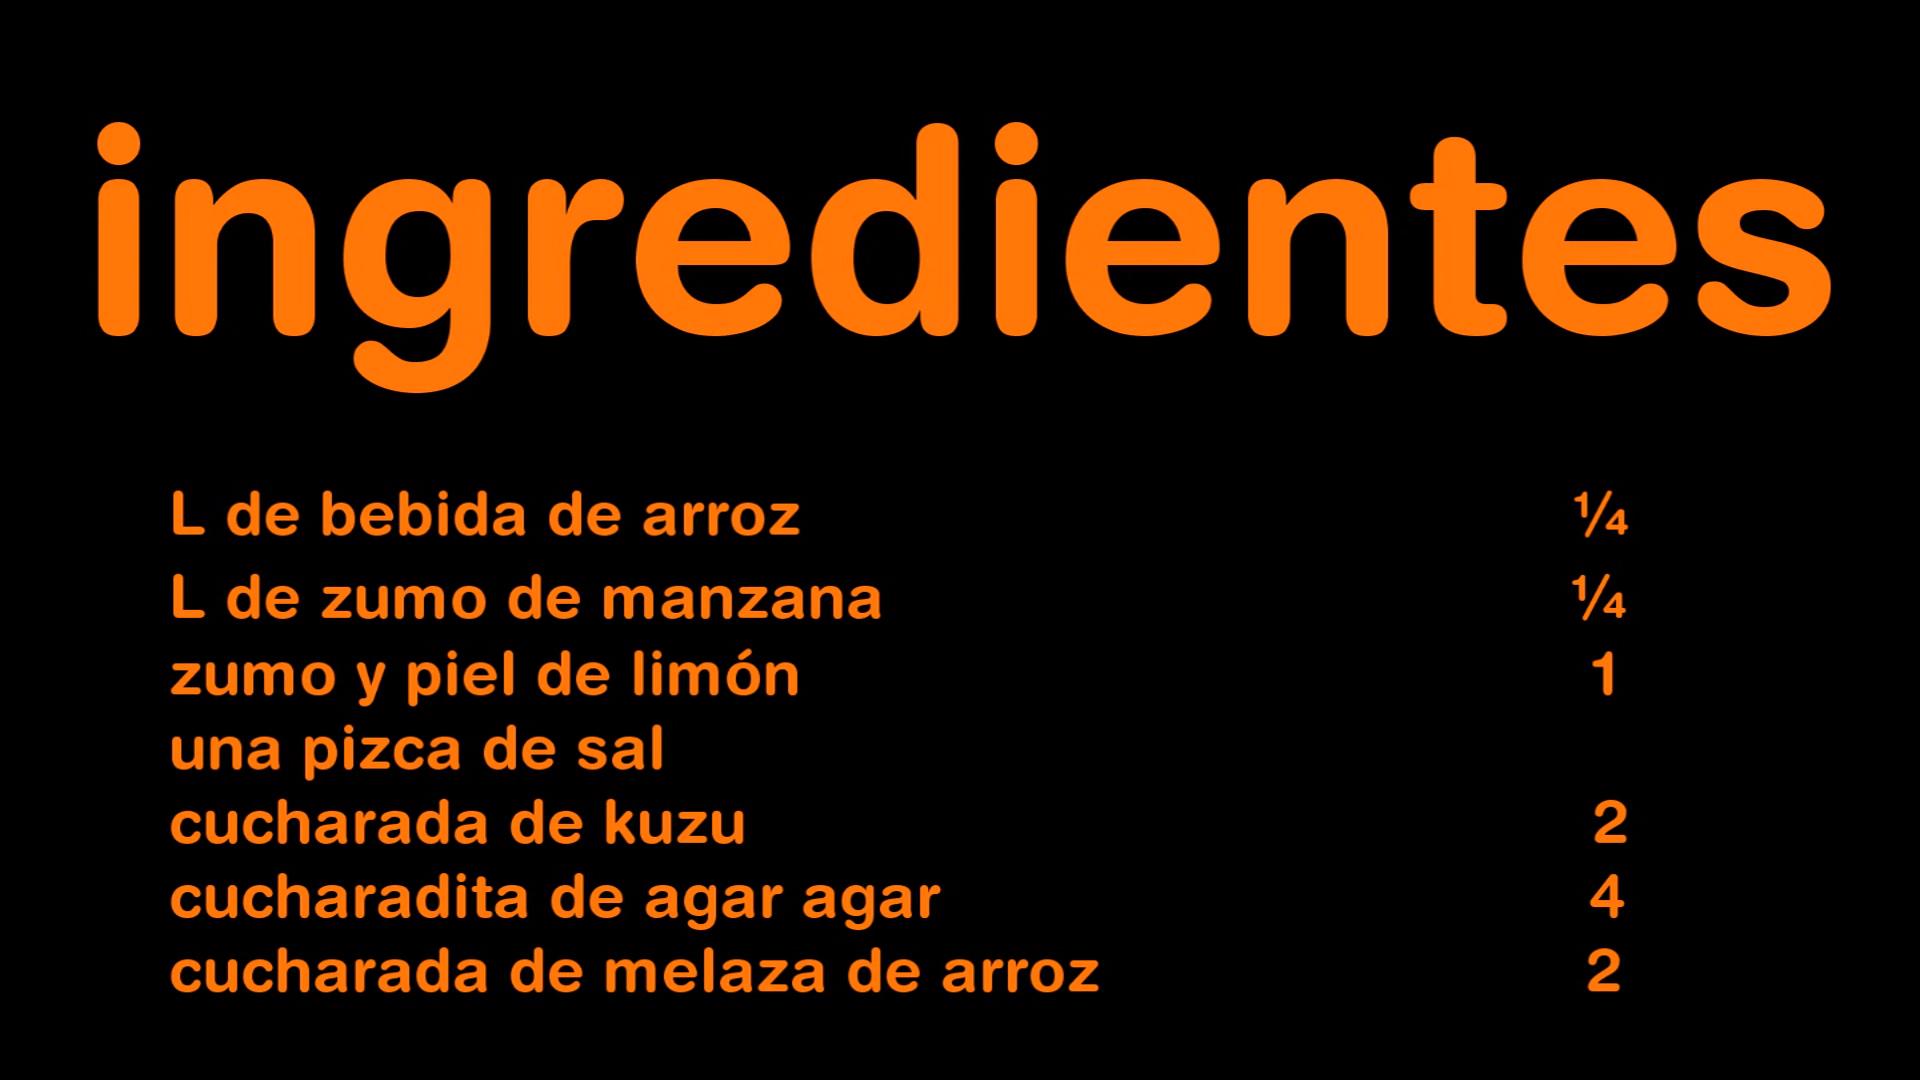 ingredientes
L de bebida de arroz ¼
L de zumo de manzana ¼
zumo y piel de limón 1
una pizca de sal
cucharada de kuzu 2
cucharadita de agar agar 4
cucharada de melaza de arroz 2